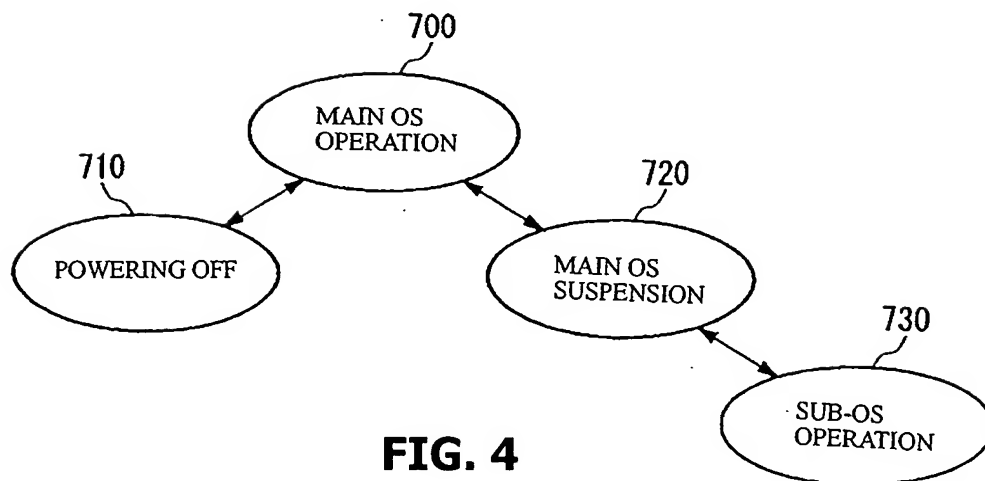 700
MAIN OS
OPERATION
710
POWERING OFF
720
MAIN OS
SUSPENSION
730
SUB-OS
OPERATION
FIG. 4